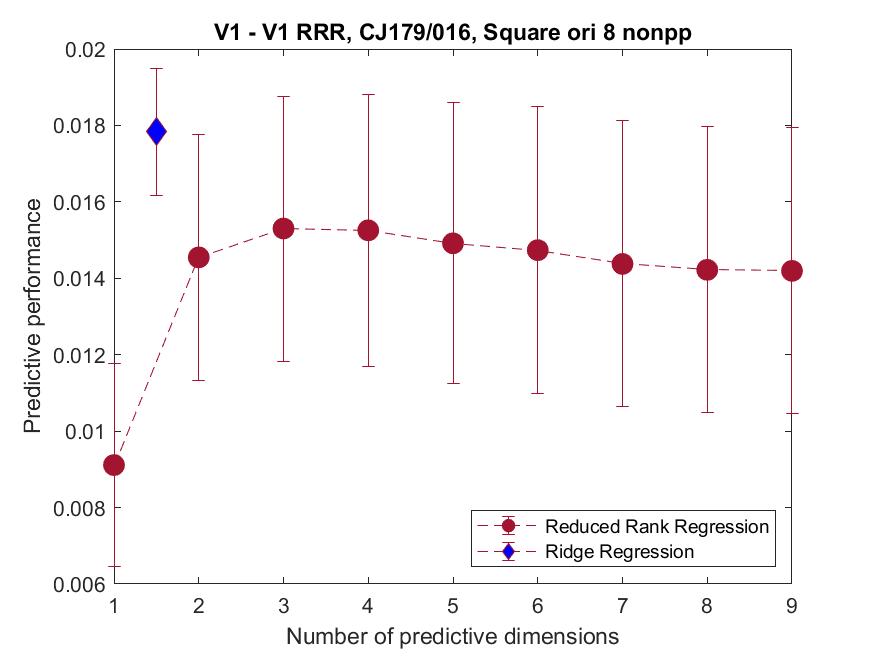 V1 - V1 RRR, CJ179/016, Square ori 8 nonpp
Predictive performance
0.02
0.018
0.016
0.014
0.012
0.01
0.008
0.006
1 2 3 4 5 6 7 8 9
Number of predictive dimensions
Reduced Rank Regression
Ridge Regression